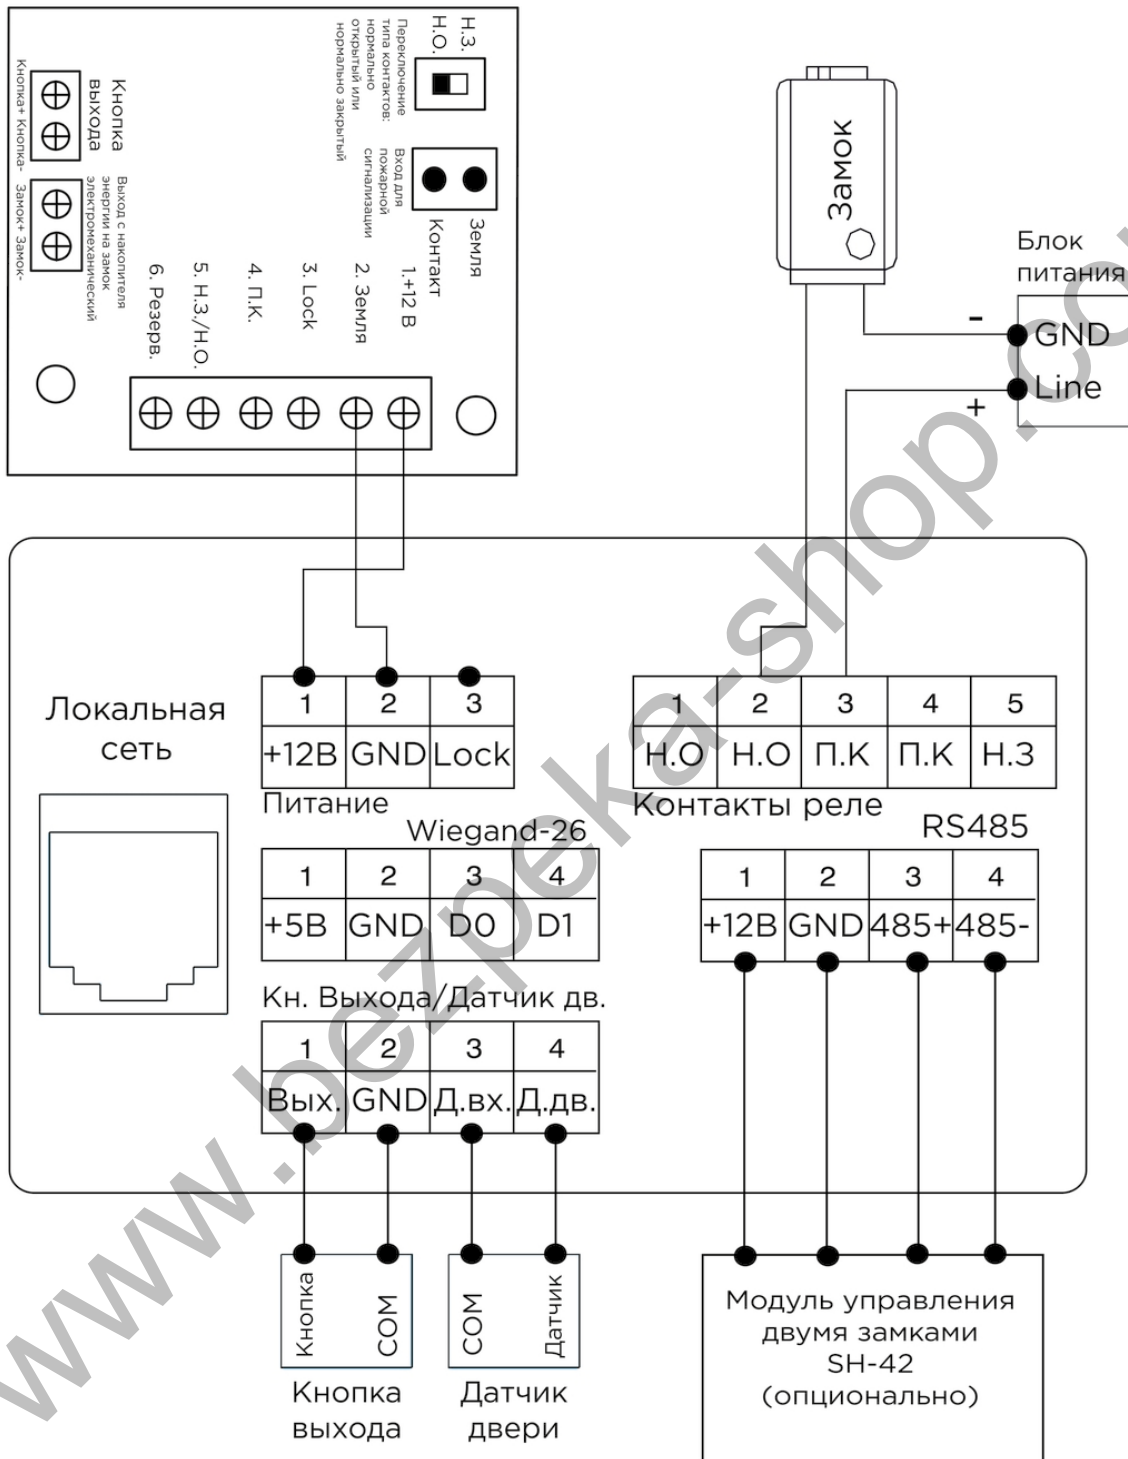 Н.З.
Н.О.
Переключение
типа контактов:
нормально
открытый или
нормально закрытый
Кнопка
выхода
Кнопка+ Кнопка-
Вход для
пожарной
сигнализации
Земля
Контакт
Выход с накопителя
энергии на замок
электромеханический
Замок+ Замок-
6. Резерв.
5. Н.З./Н.О.
4. П.К.
3. Lock
2. Земля
1.+12 В
Замок
Блок
питания
-
GND
Line
+
Локальная
сеть
1 2 3
+12В GND Lock
Питание
1 2 3 4 5
Н.О Н.О П.К П.К Н.З
Контакты реле
Wiegand-26
1 2 3 4
+5В GND D0 D1
RS485
1 2 3 4
+12В GND 485+ 485-
Кн. Выхода/Датчик дв.
1 2 3 4
Вых. GND Д.вх. Д.дв.
Кнопка COM
COM Датчик
Кнопка
выхода
Датчик
двери
Модуль управления
двумя замками
SH-42
(опционально)
www.bezpeka-shop.co